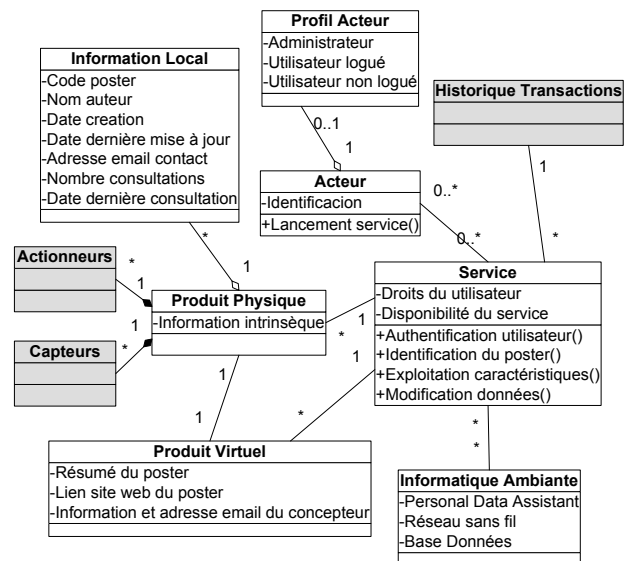 Profil Acteur
-Administrateur
-Utilisateur logué
-Utilisateur non logué
0..1
1
Information Local
-Code poster
-Nom auteur
-Date creation
-Date dernière mise à jour
-Adresse email contact
-Nombre consultations
-Date dernière consultation
Historique Transactions
1
*
Acteur
-Identificacion
+Lancement service()
0..*
0..*
*
1
Actionneurs
*
1
Produit Physique
-Information intrinsèque
1
*
Capteurs
1
*
Service
-Droits du utilisateur
-Disponibilité du service
+Authentification utilisateur()
+Identification du poster()
+Exploitation caractéristiques()
+Modification données()
1
*
1
1
*
*
Produit Virtuel
-Résumé du poster
-Lien site web du poster
-Information et adresse email du concepteur
Informatique Ambiante
-Personal Data Assistant
-Réseau sans fil
-Base Données